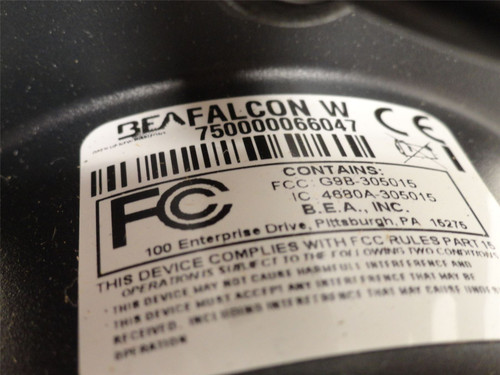 BEA FALCON W
750000066047
CE
CONTAINS:
FCC: G9B-305015
IC: 4680A-305015
B.E.A., INC.
FC
100 Enterprise Drive, Pittsburgh, PA 15275
THIS DEVICE COMPLIES WITH FCC RULES PART 15
OPERATION IS SUBJECT TO THE FOLLOWING TWO CONDITIONS
- THIS DEVICE MAY NOT CAUSE HARMFULL INTERFERENCE AND
- THIS DEVICE MUST ACCEPT ANY INTERFERENCE THAT MAY BE
RECEIVED, INCLUDING INTERFERENCE THAT MAY CAUSE UNDE
OPERATION